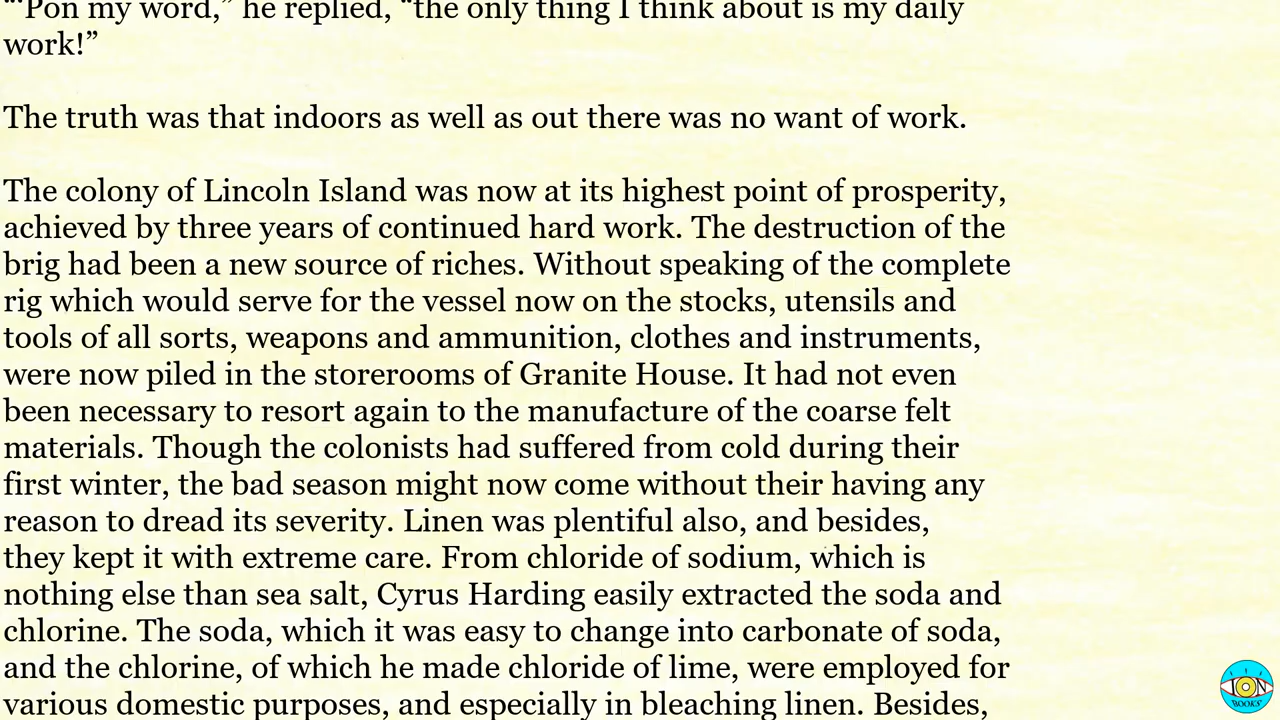 “‘Pon my word,” he replied, “the only thing I think about is my daily
work!”
The truth was that indoors as well as out there was no want of work.
The colony of Lincoln Island was now at its highest point of prosperity,
achieved by three years of continued hard work. The destruction of the
brig had been a new source of riches. Without speaking of the complete
rig which would serve for the vessel now on the stocks, utensils and
tools of all sorts, weapons and ammunition, clothes and instruments,
were now piled in the storerooms of Granite House. It had not even
been necessary to resort again to the manufacture of the coarse felt
materials. Though the colonists had suffered from cold during their
first winter, the bad season might now come without their having any
reason to dread its severity. Linen was plentiful also, and besides,
they kept it with extreme care. From chloride of sodium, which is
nothing else than sea salt, Cyrus Harding easily extracted the soda and
chlorine. The soda, which it was easy to change into carbonate of soda,
and the chlorine, of which he made chloride of lime, were employed for
various domestic purposes, and especially in bleaching linen. Besides,
ION
BOOKS